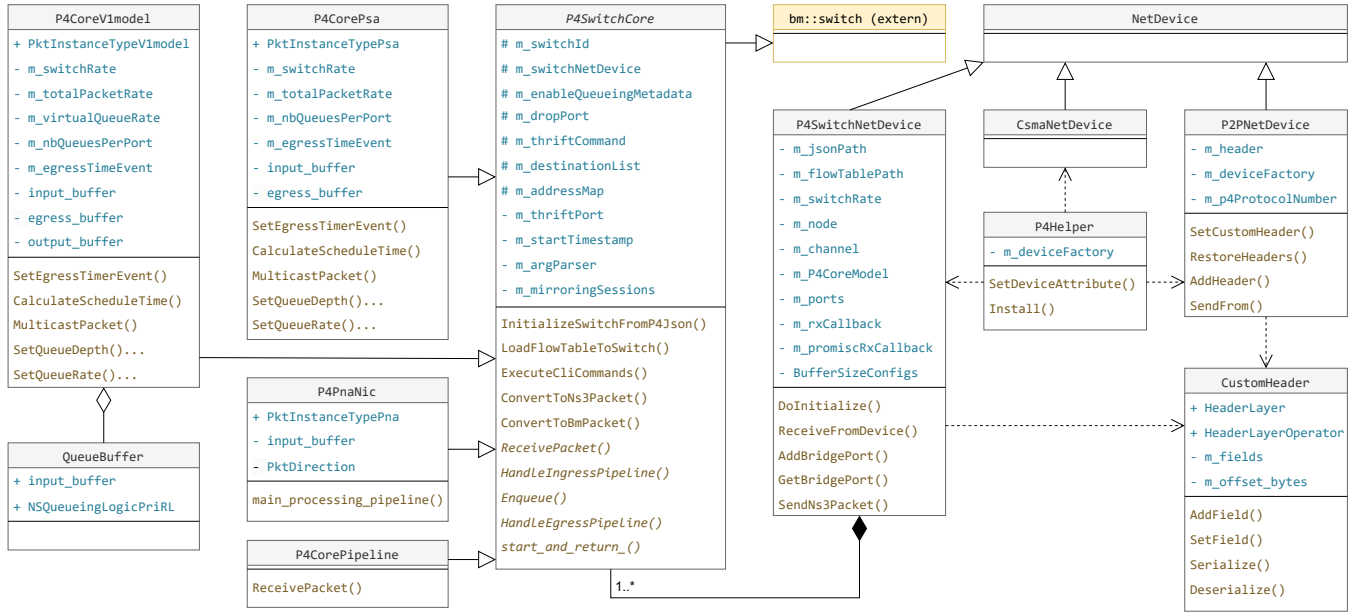 P4CoreV1model
+ PktInstanceTypeV1model
- m_switchRate
- m_totalPacketRate
- m_virtualQueueRate
- m_nbQueuesPerPort
- m_egressTimeEvent
- input_buffer
- egress_buffer
- output_buffer
SetEgressTimerEvent()
CalculateScheduleTime()
MulticastPacket()
SetQueueDepth()...
SetQueueRate()...
QueueBuffer
+ input_buffer
+ NSQueueingLogicPriRL
P4CorePsa
+ PktInstanceTypePsa
- m_switchRate
- m_totalPacketRate
- m_nbQueuesPerPort
- m_egressTimeEvent
- input_buffer
- egress_buffer
SetEgressTimerEvent()
CalculateScheduleTime()
MulticastPacket()
SetQueueDepth()...
SetQueueRate()...
P4PnaNic
+ PktInstanceTypePna
- input_buffer
- PktDirection
main_processing_pipeline()
P4CorePipeline
ReceivePacket()
P4SwitchCore
# m_switchId
# m_switchNetDevice
# m_enableQueueingMetadata
# m_dropPort
# m_thriftCommand
# m_destinationList
# m_addressMap
- m_thriftPort
- m_startTimestamp
- m_argParser
- m_mirroringSessions
InitializeSwitchFromP4Json()
LoadFlowTableToSwitch()
ExecuteCliCommands()
ConvertToNs3Packet()
ConvertToBmPacket()
ReceivePacket()
HandleIngressPipeline()
Enqueue()
HandleEgressPipeline()
start_and_return_()
1..*
bm::switch (extern)
NetDevice
P4SwitchNetDevice
- m_jsonPath
- m_flowTablePath
- m_switchRate
- m_node
- m_channel
- m_P4CoreModel
- m_ports
- m_rxCallback
- m_promiscRxCallback
- BufferSizeConfigs
DoInitialize()
ReceiveFromDevice()
AddBridgePort()
GetBridgePort()
SendNs3Packet()
CsmaNetDevice
P4Helper
- m_deviceFactory
SetDeviceAttribute()
Install()
P2PNetDevice
- m_header
- m_deviceFactory
- m_p4ProtocolNumber
SetCustomHeader()
RestoreHeaders()
AddHeader()
SendFrom()
CustomHeader
+ HeaderLayer
+ HeaderLayerOperator
- m_fields
- m_offset_bytes
AddField()
SetField()
Serialize()
Deserialize()